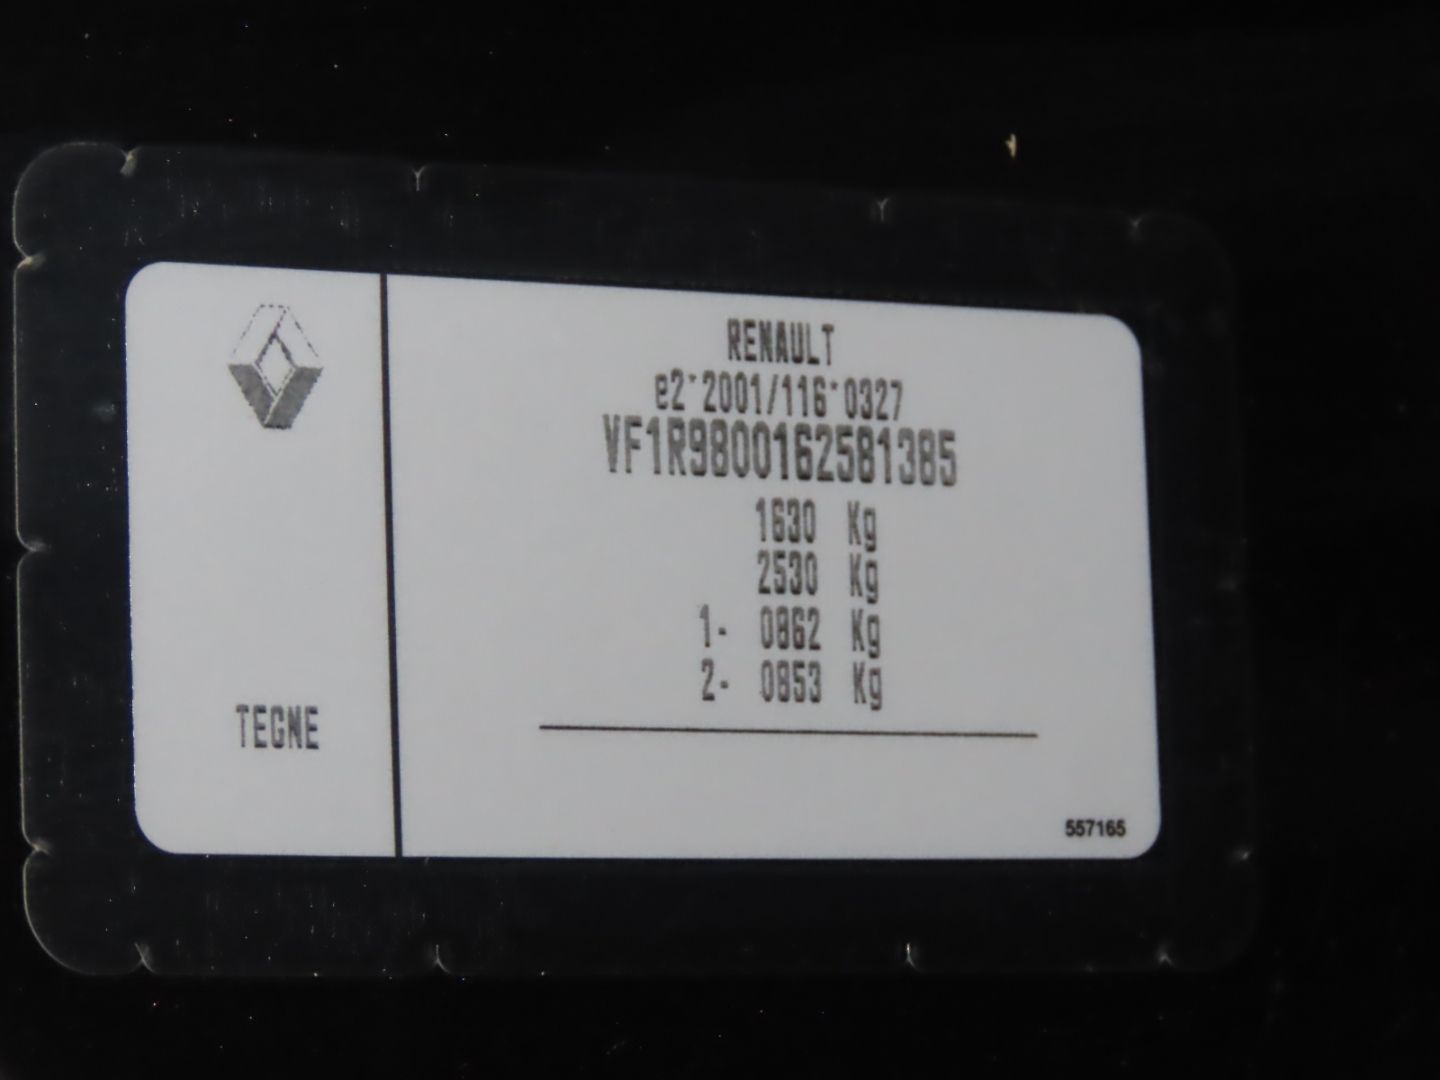 RENAULT
e2*2001/116*0327
VF1R9800162581385
1630 Kg
2530 Kg
1- 0862 Kg
2- 0853 Kg
TEGNE
557165